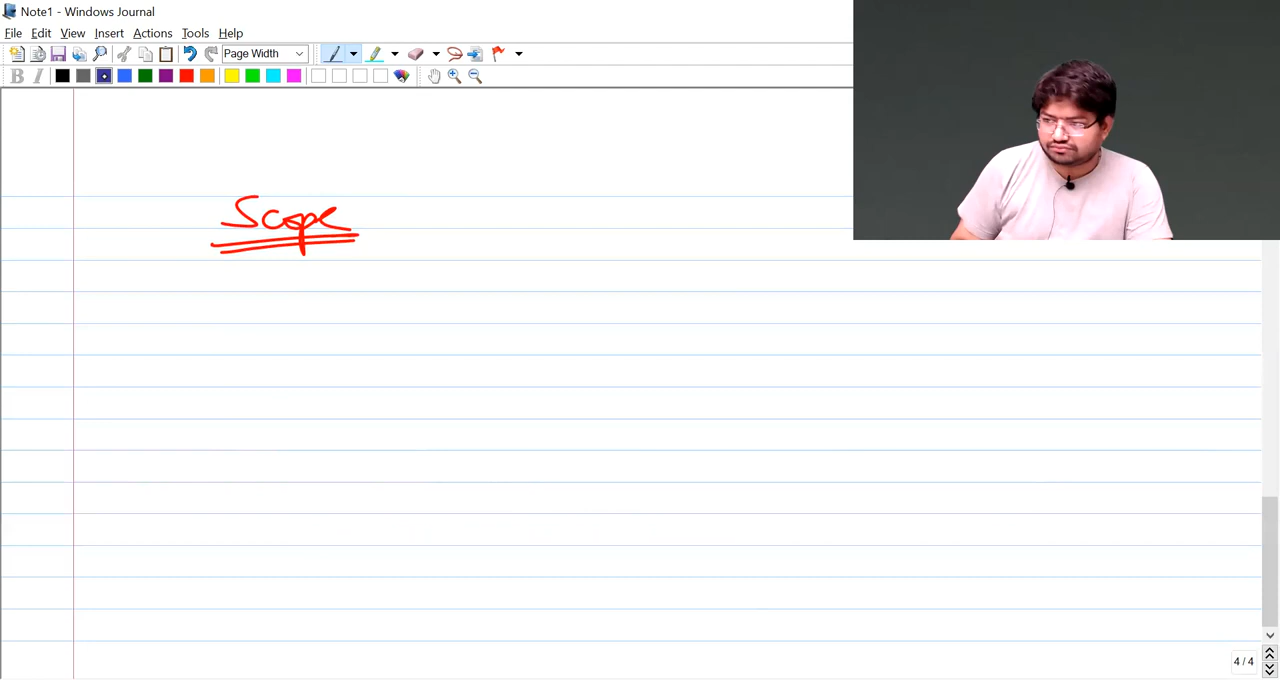 Note1 - Windows Journal
File Edit View Insert Actions Tools Help
Page Width
B I
Scope
4 / 4